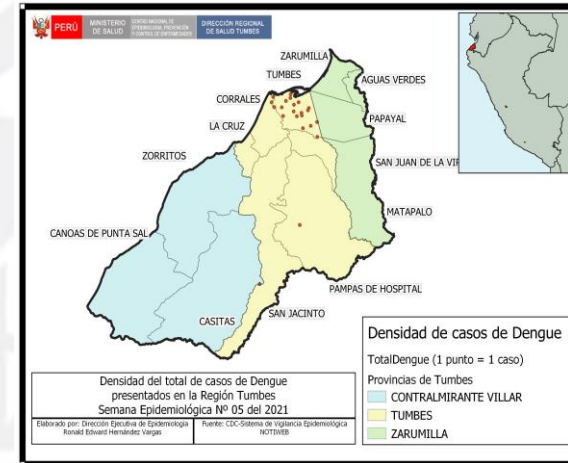 PERÚ
MINISTERIO
DE SALUD
CENTRO NACIONAL DE
EPIDEMIOLOGÍA, PREVENCIÓN
Y CONTROL DE ENFERMEDADES
DIRECCIÓN REGIONAL
DE SALUD TUMBES
ZARUMILLA
TUMBES
AGUAS VERDES
CORRALES
PAPAYAL
LA CRUZ
ZORRITOS
SAN JUAN DE LA VIR
MATAPALO
CANOAS DE PUNTA SAL
PAMPAS DE HOSPITAL
SAN JACINTO
CASITAS
Densidad de casos de Dengue
TotalDengue (1 punto = 1 caso)
Provincias de Tumbes
CONTRALMIRANTE VILLAR
TUMBES
ZARUMILLA
Densidad del total de casos de Dengue
presentados en la Región Tumbes
Semana Epidemiológica Nº 05 del 2021
Elaborado por: Dirección Ejecutiva de Epidemiologia
Ronald Edward Hernández Vargas
Fuente: CDC-Sistema de Vigilancia Epidemiológica
NOTIWEB